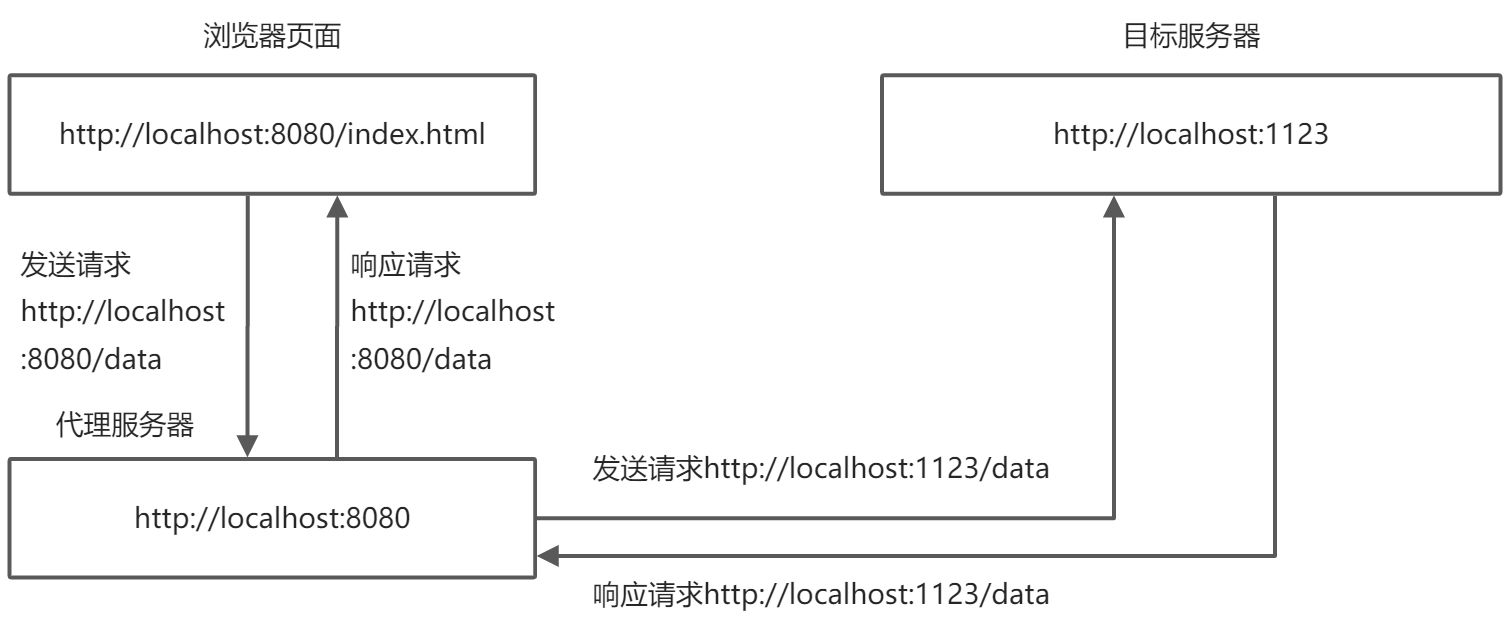 浏览器页面
目标服务器
http://localhost:8080/index.html
http://localhost:1123
发送请求
http://localhost
:8080/data
响应请求
http://localhost
:8080/data
代理服务器
http://localhost:8080
发送请求http://localhost:1123/data
响应请求http://localhost:1123/data